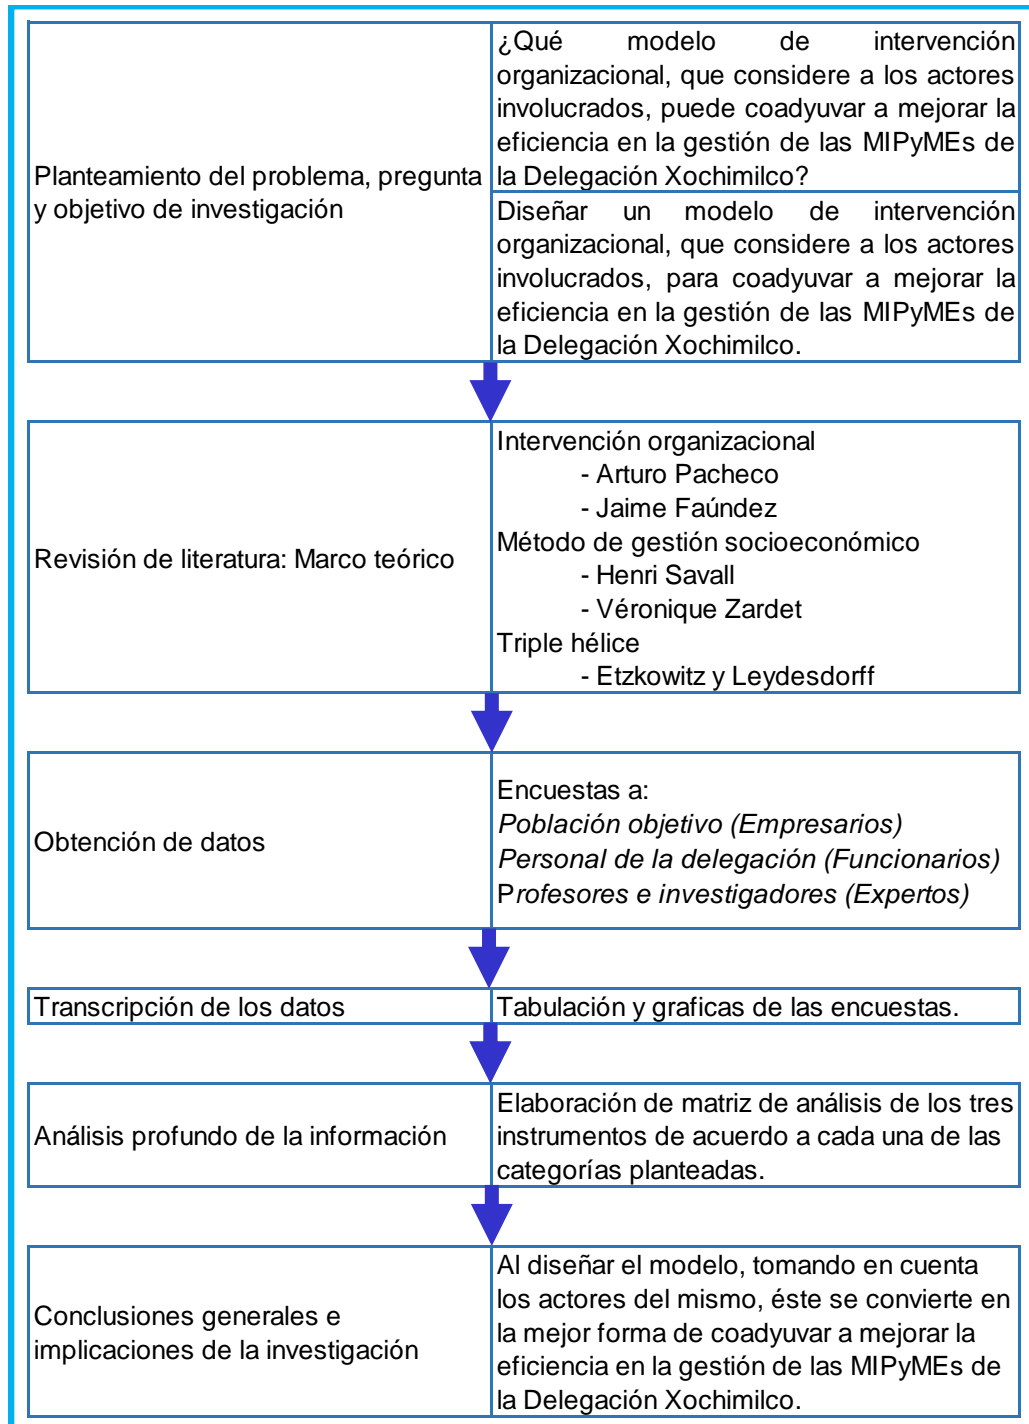 Planteamiento del problema, pregunta
y objetivo de investigación
¿Qué modelo de intervención
organizacional, que considere a los actores
involucrados, puede coadyuvar a mejorar la
eficiencia en la gestión de las MIPyMEs de
la Delegación Xochimilco?
Diseñar un modelo de intervención
organizacional, que considere a los actores
involucrados, para coadyuvar a mejorar la
eficiencia en la gestión de las MIPyMEs de
la Delegación Xochimilco.
Revisión de literatura: Marco teórico
Intervención organizacional
- Arturo Pacheco
- Jaime Faúndez
Método de gestión socioeconómico
- Henri Savall
- Véronique Zardet
Triple hélice
- Etzkowitz y Leydesdorff
Obtención de datos
Encuestas a:
Población objetivo (Empresarios)
Personal de la delegación (Funcionarios)
Profesores e investigadores (Expertos)
Transcripción de los datos
Tabulación y graficas de las encuestas.
Análisis profundo de la información
Elaboración de matriz de análisis de los tres
instrumentos de acuerdo a cada una de las
categorías planteadas.
Conclusiones generales e
implicaciones de la investigación
Al diseñar el modelo, tomando en cuenta
los actores del mismo, éste se convierte en
la mejor forma de coadyuvar a mejorar la
eficiencia en la gestión de las MIPyMEs de
la Delegación Xochimilco.